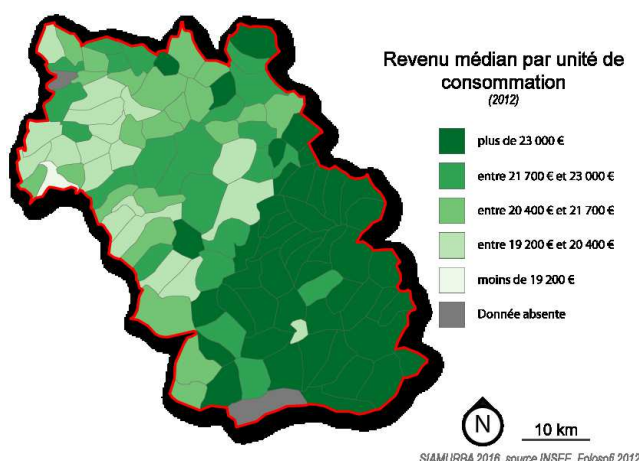 Revenu médian par unité de
consommation
(2012)
plus de 23 000 €
entre 21 700 € et 23 000 €
entre 20 400 € et 21 700 €
entre 19 200 € et 20 400 €
moins de 19 200 €
Donnée absente
N
10 km
SIAMURBA 2016, source INSEE, Folosofi 2012